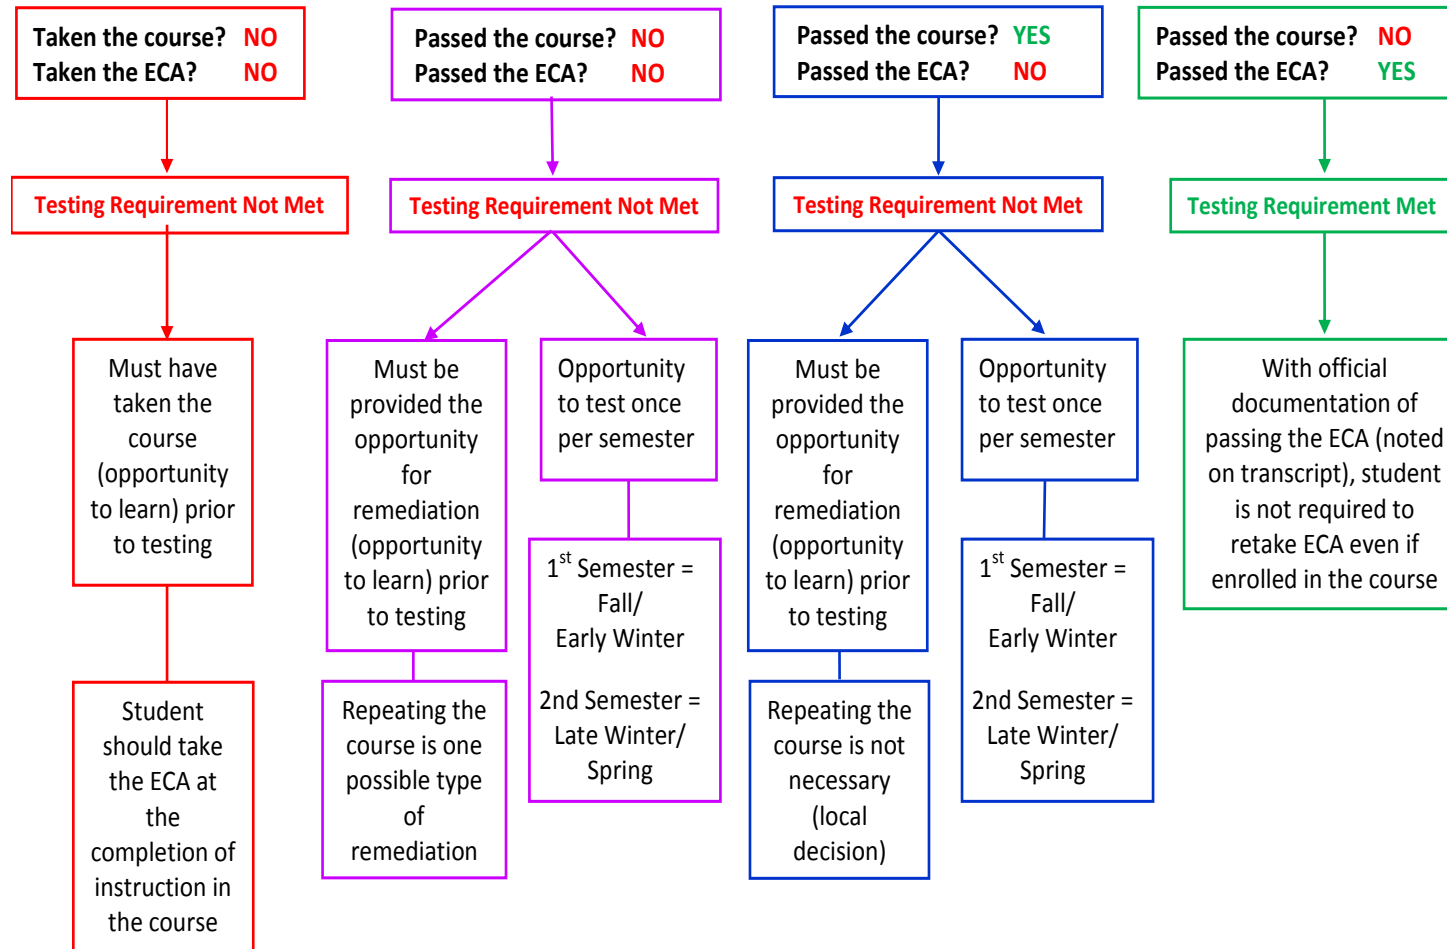 Taken the course? NO
Taken the ECA? NO
Testing Requirement Not Met
Must have
taken the
course
(opportunity
to learn) prior
to testing
Student
should take
the ECA at
the
completion of
instruction in
the course
Passed the course? NO
Passed the ECA? NO
Testing Requirement Not Met
Must be
provided the
opportunity
for
remediation
(opportunity
to learn) prior
to testing
Repeating the
course is one
possible type
of
remediation
Opportunity
to test once
per semester
1st Semester =
Fall/
Early Winter
2nd Semester =
Late Winter/
Spring
Passed the course? YES
Passed the ECA? NO
Testing Requirement Not Met
Must be
provided the
opportunity
for
remediation
(opportunity
to learn) prior
to testing
Repeating the
course is not
necessary
(local
decision)
Opportunity
to test once
per semester
1st Semester =
Fall/
Early Winter
2nd Semester =
Late Winter/
Spring
Passed the course? NO
Passed the ECA? YES
Testing Requirement Met
With official
documentation of
passing the ECA (noted
on transcript), student
is not required to
retake ECA even if
enrolled in the course